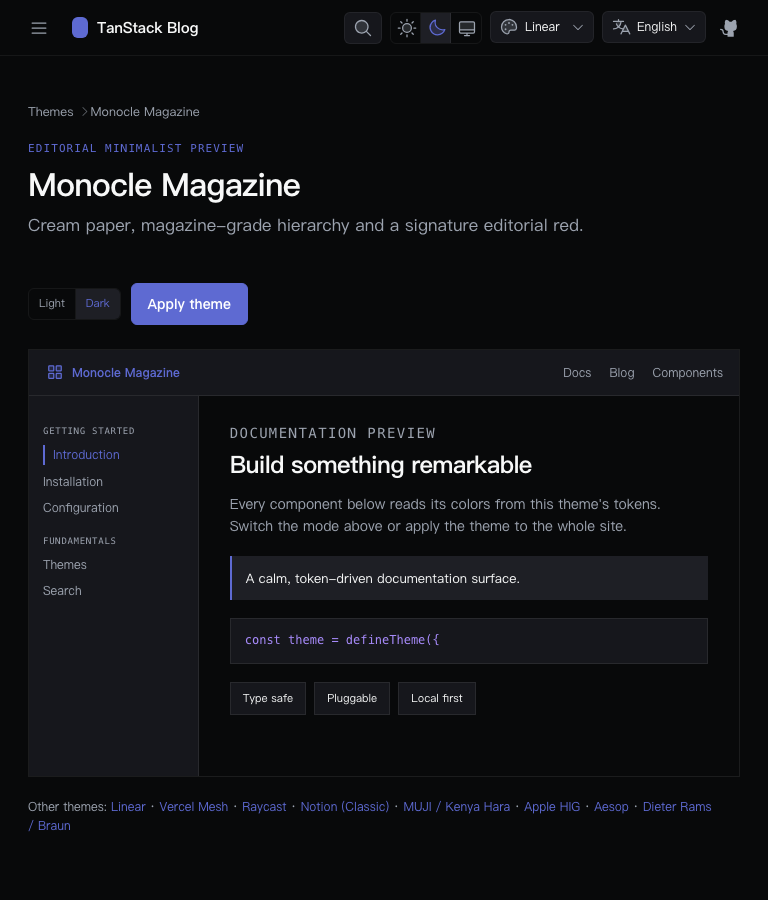 TanStack Blog
Linear
English
Themes
Monocle Magazine
EDITORIAL MINIMALIST PREVIEW
Monocle Magazine
Cream paper, magazine-grade hierarchy and a signature editorial red.
Light
Dark
Apply theme
Monocle Magazine
Docs
Blog
Components
GETTING STARTED
Introduction
Installation
Configuration
FUNDAMENTALS
Themes
Search
DOCUMENTATION PREVIEW
Build something remarkable
Every component below reads its colors from this theme's tokens.
Switch the mode above or apply the theme to the whole site.
A calm, token-driven documentation surface.
const theme = defineTheme({
Type safe
Pluggable
Local first
Other themes: Linear · Vercel Mesh · Raycast · Notion (Classic) · MUJI / Kenya Hara · Apple HIG · Aesop · Dieter Rams
/ Braun